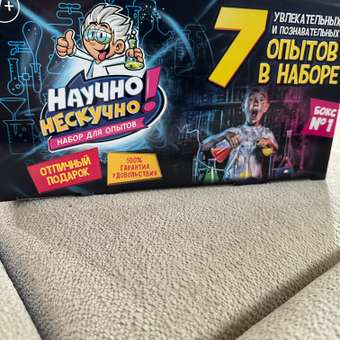 +
НАУЧНО
НЕСКУЧНО!
НАБОР ДЛЯ ОПЫТОВ
ОТЛИЧНЫЙ
ПОДАРОК
100%
ГАРАНТИЯ
УДОВОЛЬСТВИЯ
7
УВЛЕКАТЕЛЬНЫХ
И ПОЗНАВАТЕЛЬНЫХ
ОПЫТОВ
В НАБОРЕ
БОКС
№1